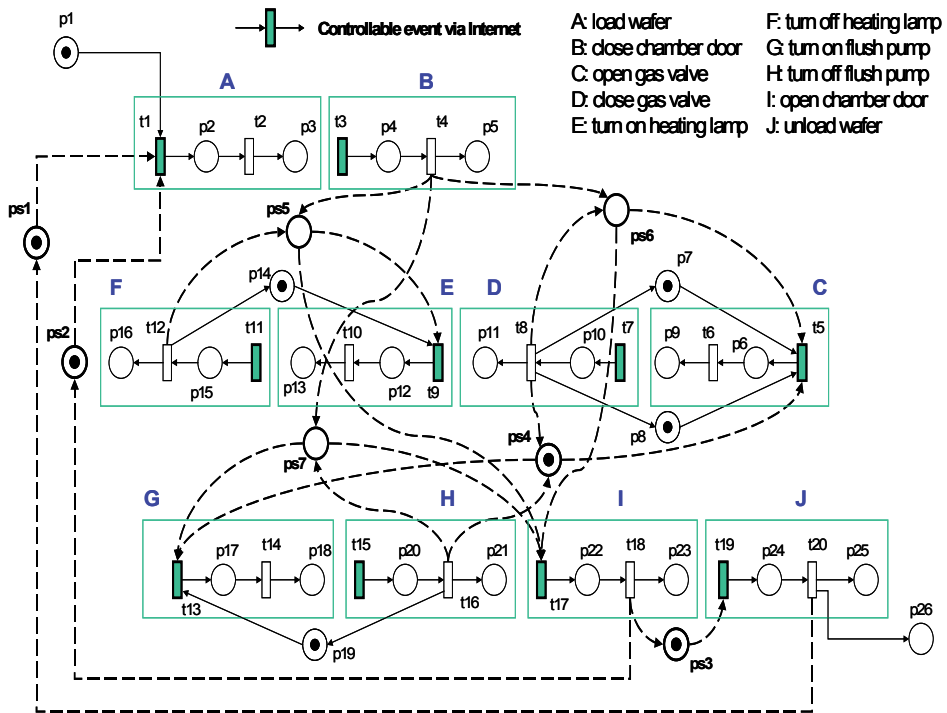 p1
Controllable event via Internet
A: load wafer
B: close chamber door
C: open gas valve
D: close gas valve
E: turn on heating lamp
F: turn off heating lamp
G: turn on flush pump
H: turn off flush pump
I: open chamber door
J: unload wafer
A
B
t1
p2
t2
p3
t3
p4
t4
p5
ps1
ps5
ps6
p14
p7
F
E
D
C
ps2
p16
t12
t11
t10
p11
t8
p10
t7
p9
t6
p6
t5
p15
p13
p12
t9
p8
ps4
ps7
G
H
I
J
p17
t14
p18
t15
p20
p21
p22
t18
p23
t19
p24
t20
p25
t13
t16
t17
p26
p19
ps3